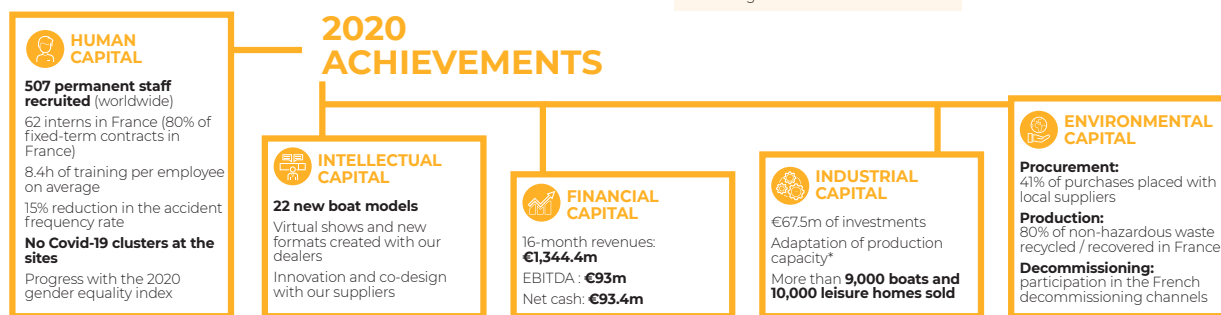 2020
ACHIEVEMENTS
HUMAN
CAPITAL
507 permanent staff
recruited (worldwide)
62 interns in France (80% of
fixed-term contracts in
France)
8.4h of training per employee
on average
15% reduction in the accident
frequency rate
No Covid-19 clusters at the
sites
Progress with the 2020
gender equality index
INTELLECTUAL
CAPITAL
22 new boat models
Virtual shows and new
formats created with our
dealers
Innovation and co-design
with our suppliers
FINANCIAL
CAPITAL
16-month revenues:
€1,344.4m
EBITDA : €93m
Net cash: €93.4m
INDUSTRIAL
CAPITAL
€67.5m of investments
Adaptation of production
capacity*
More than 9,000 boats and
10,000 leisure homes sold
ENVIRONMENTAL
CAPITAL
Procurement:
41% of purchases placed with
local suppliers
Production:
80% of non-hazardous waste
recycled / recovered in France
Decommissioning:
participation in the French
decommissioning channels